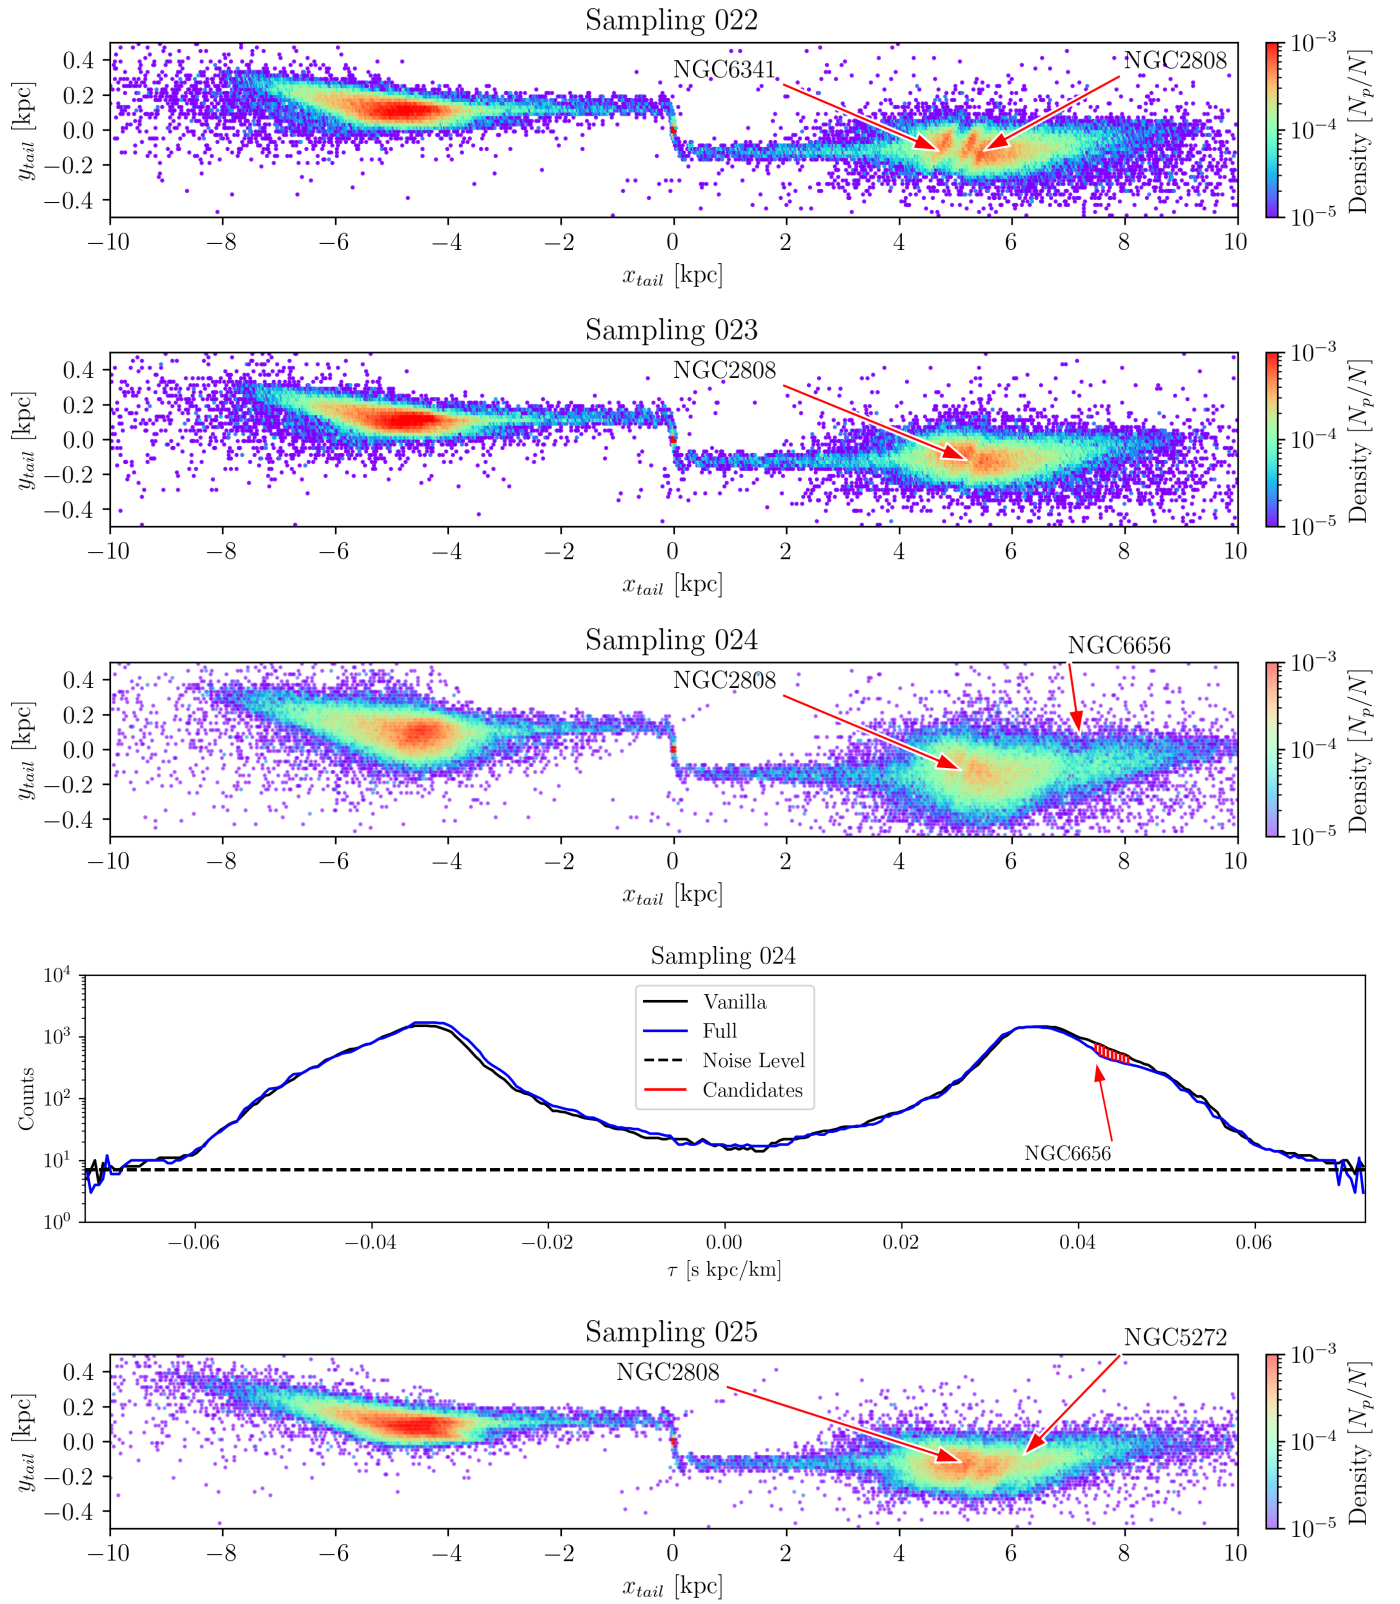 Sampling 022
NGC6341
NGC2808
0.4
0.2
0.0
−0.2
−0.4
y_tail [kpc]
−10 −8 −6 −4 −2 0 2 4 6 8 10
x_tail [kpc]
10^−3
10^−4
10^−5
Density [N_p/N]
Sampling 023
NGC2808
0.4
0.2
0.0
−0.2
−0.4
y_tail [kpc]
−10 −8 −6 −4 −2 0 2 4 6 8 10
x_tail [kpc]
10^−3
10^−4
10^−5
Density [N_p/N]
Sampling 024
NGC6656
NGC2808
0.4
0.2
0.0
−0.2
−0.4
y_tail [kpc]
−10 −8 −6 −4 −2 0 2 4 6 8 10
x_tail [kpc]
10^−3
10^−4
10^−5
Density [N_p/N]
Sampling 024
10^4
10^3
10^2
10^1
10^0
Counts
Vanilla
Full
Noise Level
Candidates
NGC6656
−0.06 −0.04 −0.02 0.00 0.02 0.04 0.06
τ [s kpc/km]
Sampling 025
NGC5272
NGC2808
0.4
0.2
0.0
−0.2
−0.4
y_tail [kpc]
−10 −8 −6 −4 −2 0 2 4 6 8 10
x_tail [kpc]
10^−3
10^−4
10^−5
Density [N_p/N]